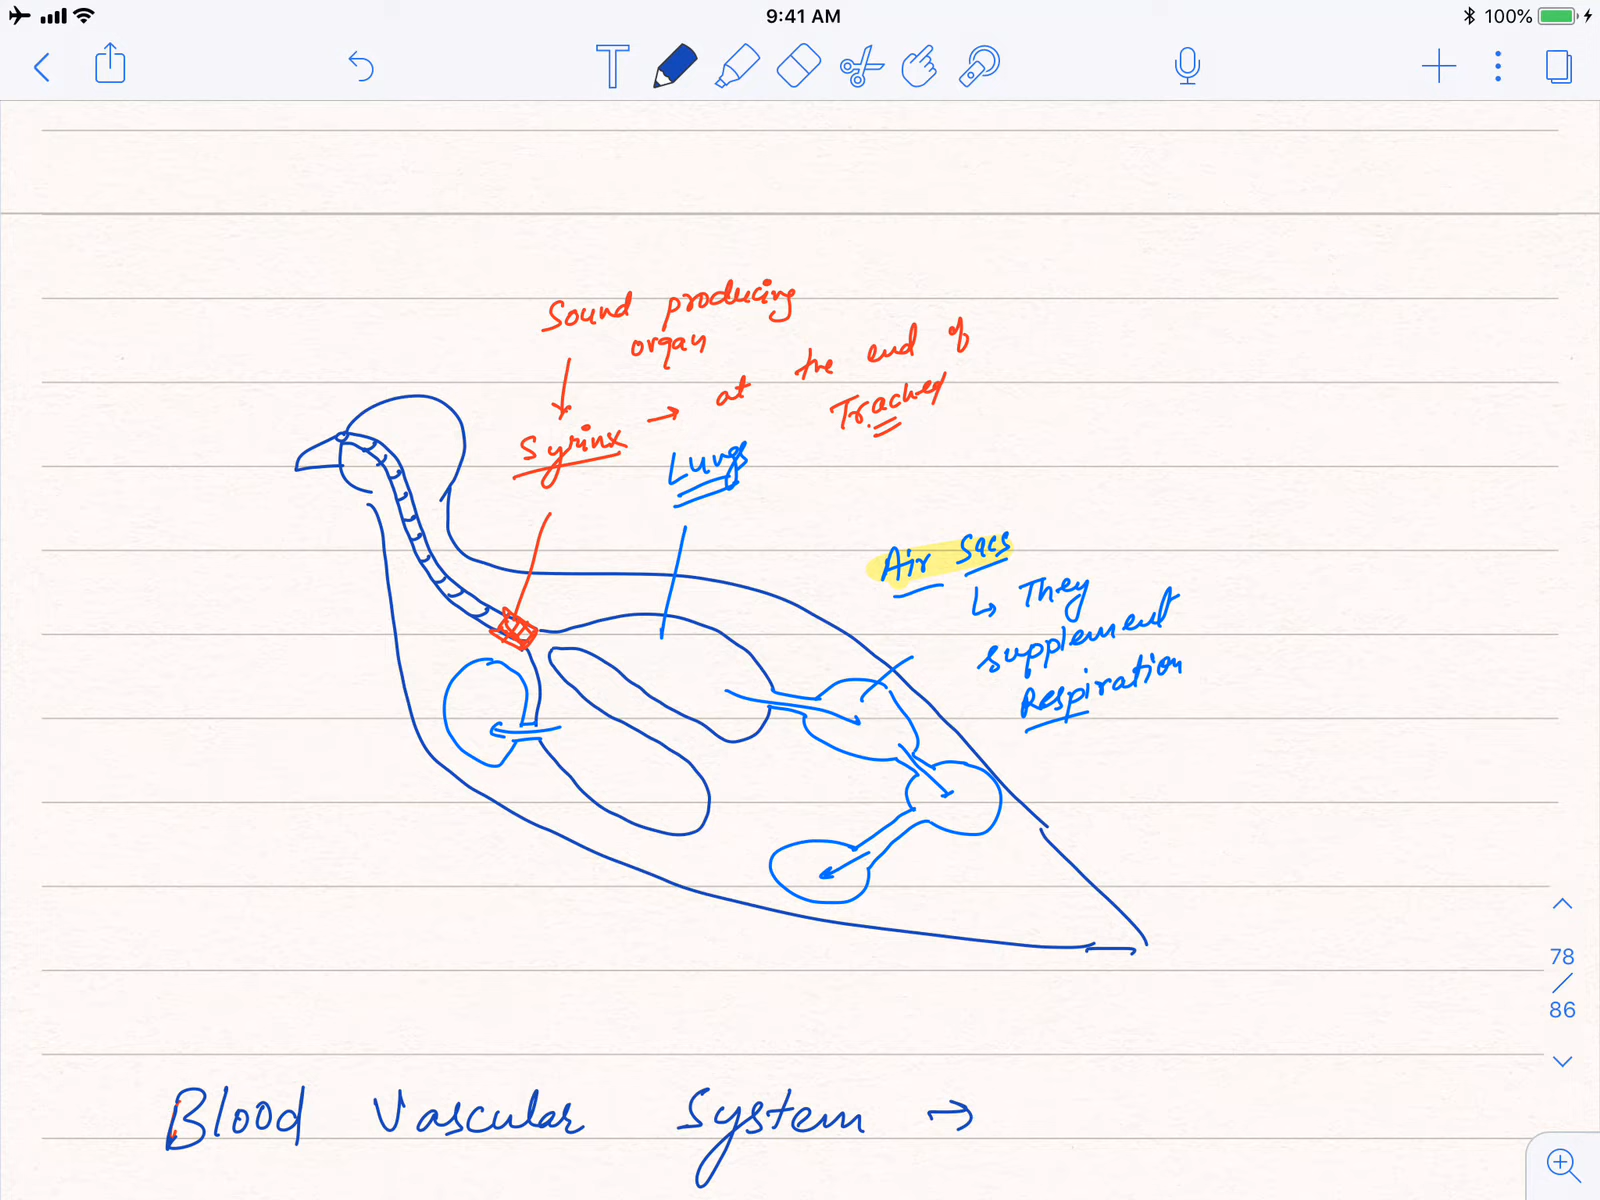 9:41 AM
100%
T
Sound producing
organ
Syrinx → at the end of
Trachea
Lungs
Air Sacs
↳ They
supplement
Respiration
78
/
86
Blood Vascular System →